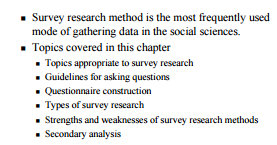 ▪ Survey research method is the most frequently used
mode of gathering data in the social sciences.
▪ Topics covered in this chapter
▪ Topics appropriate to survey research
▪ Guidelines for asking questions
▪ Questionnaire construction
▪ Types of survey research
▪ Strengths and weaknesses of survey research methods
▪ Secondary analysis